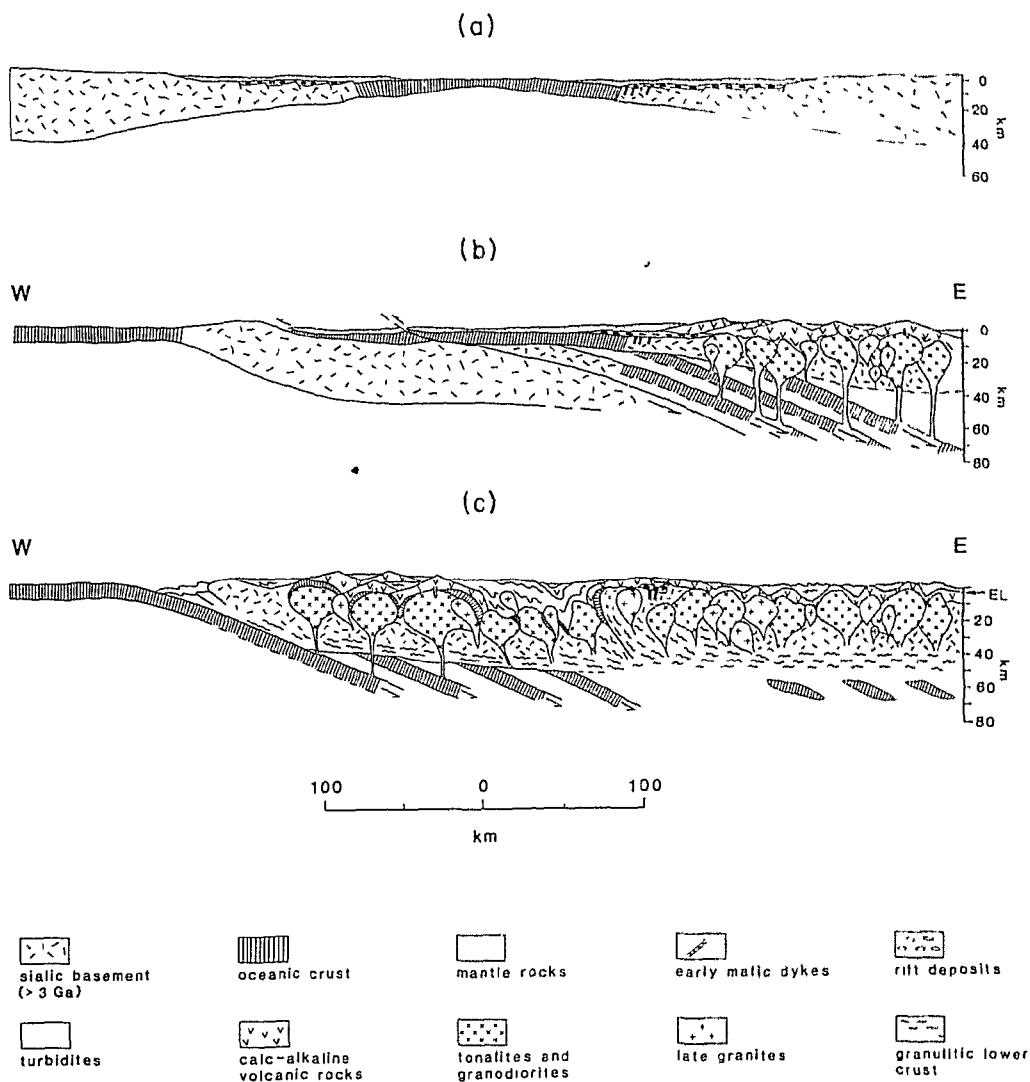 (a)
0
20
40
60
km
(b)
W
E
0
20
40
60
80
km
(c)
W
E
EL
20
40
60
80
km
100 0 100
km
sialic basement
(> 3 Ga)
oceanic crust
mantle rocks
early mafic dykes
rift deposits
turbidites
calc-alkaline
volcanic rocks
tonalites and
granodiorites
late granites
granulitic lower
crust